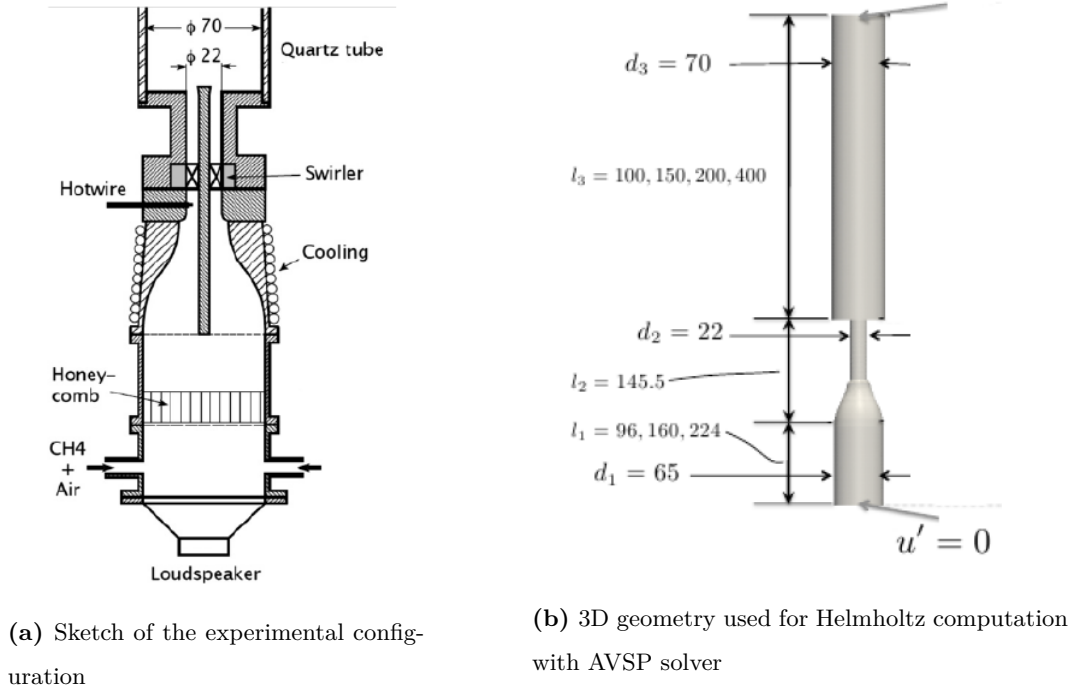 ϕ 70
Quartz tube
ϕ 22
Swirler
Hotwire
Cooling
Honey–
comb
CH4
+
Air
Loudspeaker
(a) Sketch of the experimental config-
uration
d₃ = 70
l₃ = 100, 150, 200, 400
d₂ = 22
l₂ = 145.5
l₁ = 96, 160, 224
d₁ = 65
u′ = 0
(b) 3D geometry used for Helmholtz computation
with AVSP solver